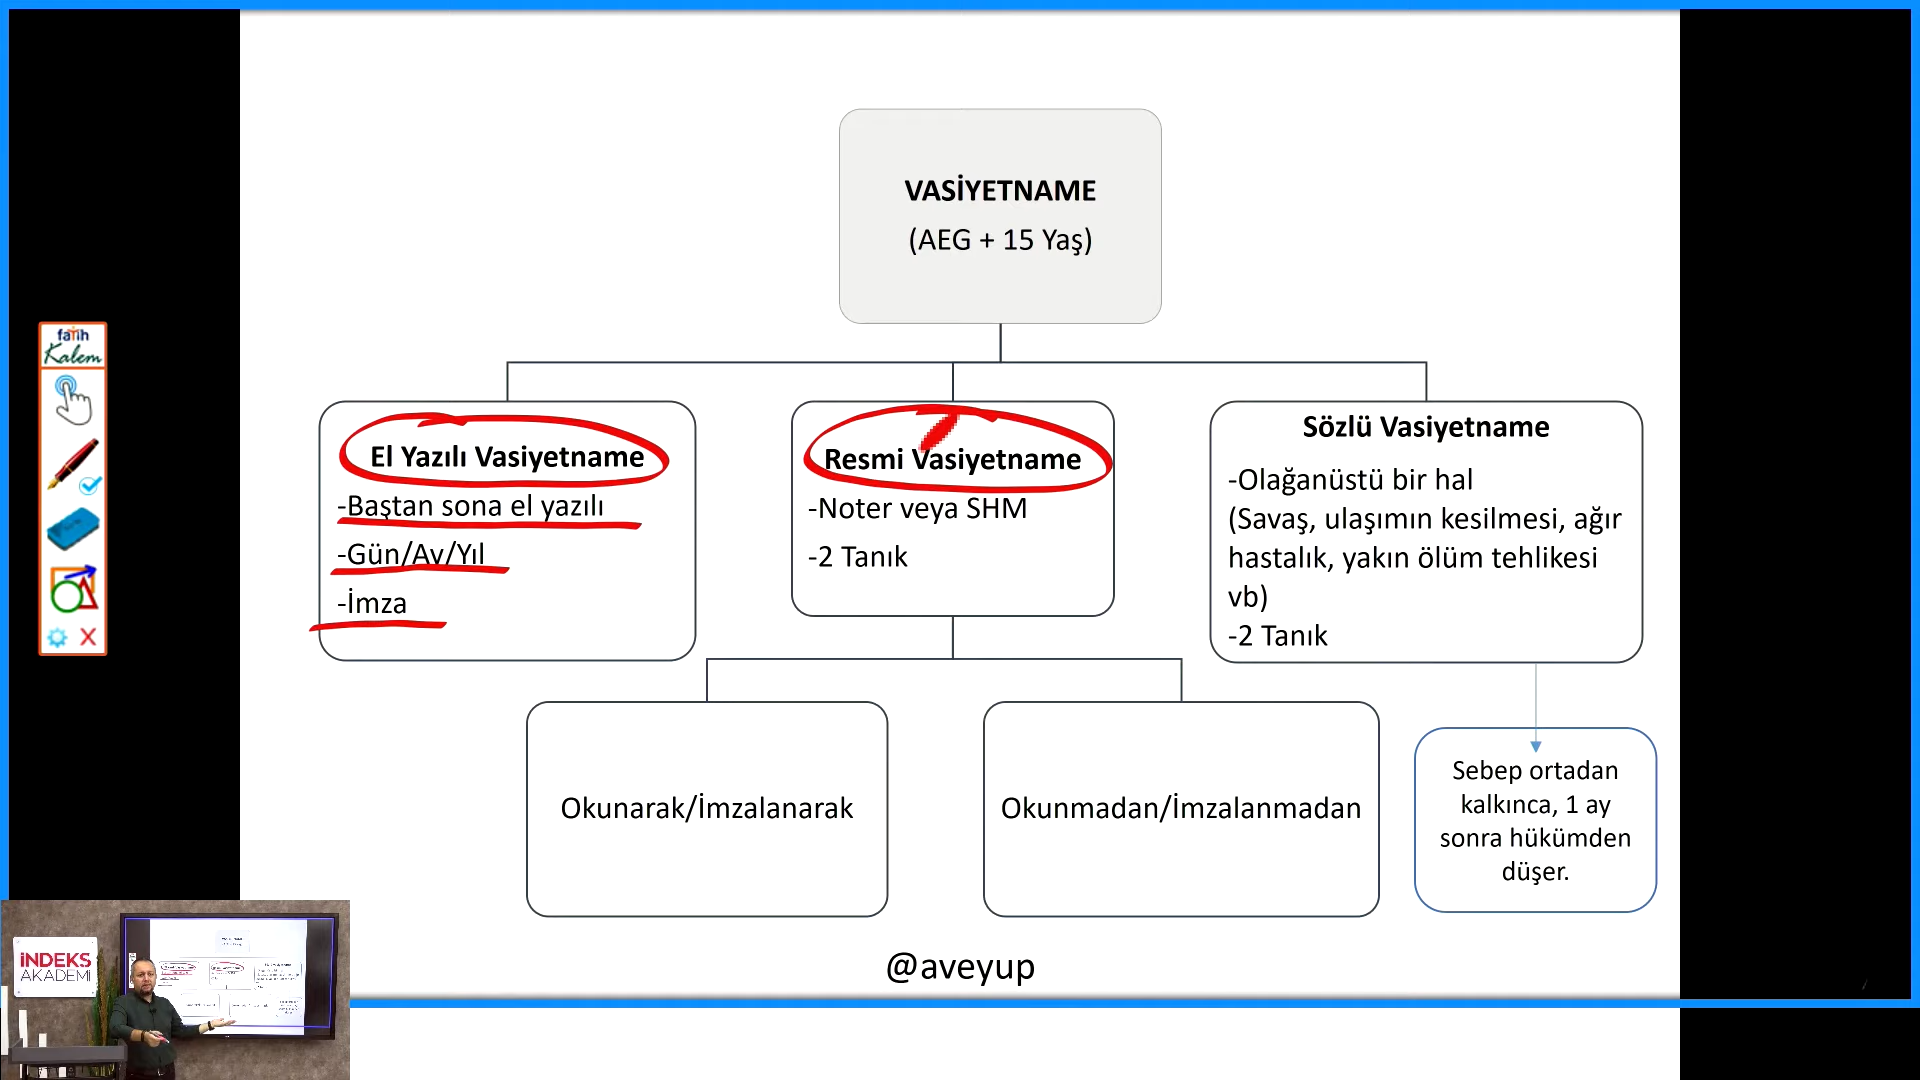 VASİYETNAME
(AEG + 15 Yaş)
fatih
Kalem
El Yazılı Vasiyetname
-Baştan sona el yazılı
-Gün/Ay/Yıl
-İmza
Resmi Vasiyetname
-Noter veya SHM
-2 Tanık
Sözlü Vasiyetname
-Olağanüstü bir hal
(Savaş, ulaşımın kesilmesi, ağır
hastalık, yakın ölüm tehlikesi
vb)
-2 Tanık
Okunarak/İmzalanarak
Okunmadan/İmzalanmadan
Sebep ortadan
kalkınca, 1 ay
sonra hükümden
düşer.
@aveyup
İNDEKS
AKADEMİ